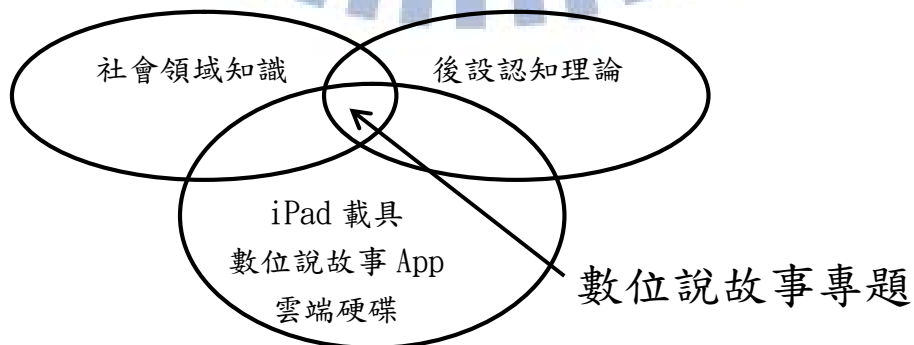 社會領域知識
後設認知理論
iPad 載具
數位說故事 App
雲端硬碟
數位說故事專題